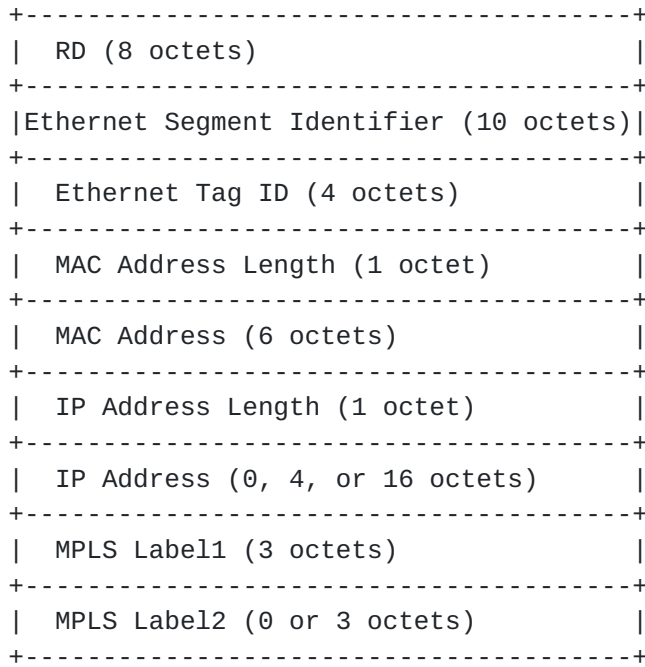 +---------------------------------------+
|  RD (8 octets)                        |
+---------------------------------------+
|Ethernet Segment Identifier (10 octets)|
+---------------------------------------+
|  Ethernet Tag ID (4 octets)           |
+---------------------------------------+
|  MAC Address Length (1 octet)         |
+---------------------------------------+
|  MAC Address (6 octets)               |
+---------------------------------------+
|  IP Address Length (1 octet)          |
+---------------------------------------+
|  IP Address (0, 4, or 16 octets)      |
+---------------------------------------+
|  MPLS Label1 (3 octets)               |
+---------------------------------------+
|  MPLS Label2 (0 or 3 octets)          |
+---------------------------------------+